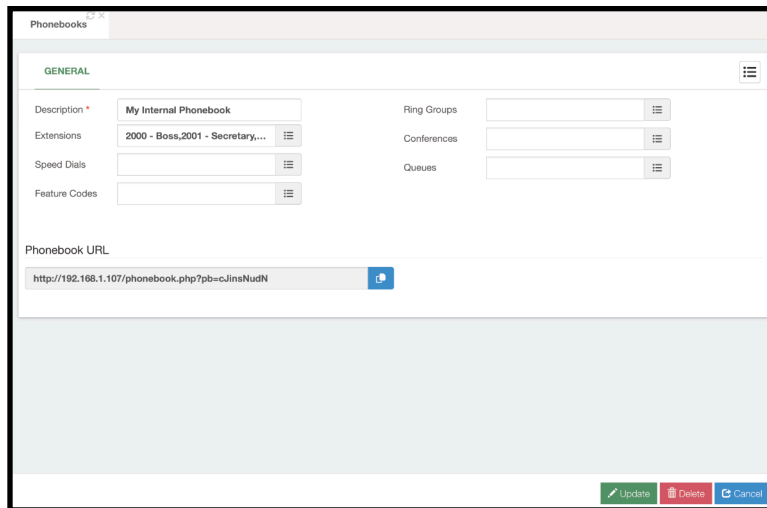 Phonebooks
GENERAL
Description *
My Internal Phonebook
Extensions
2000 - Boss,2001 - Secretary,...
Speed Dials
Feature Codes
Ring Groups
Conferences
Queues
Phonebook URL
http://192.168.1.107/phonebook.php?pb=cJinsNudN
Update
Delete
Cancel